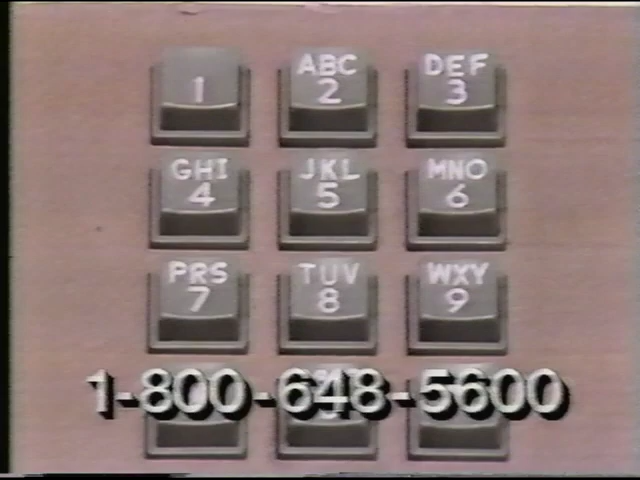 1
ABC
2
DEF
3
GHI
4
JKL
5
MNO
6
PRS
7
TUV
8
WXY
9
1-800-648-5600